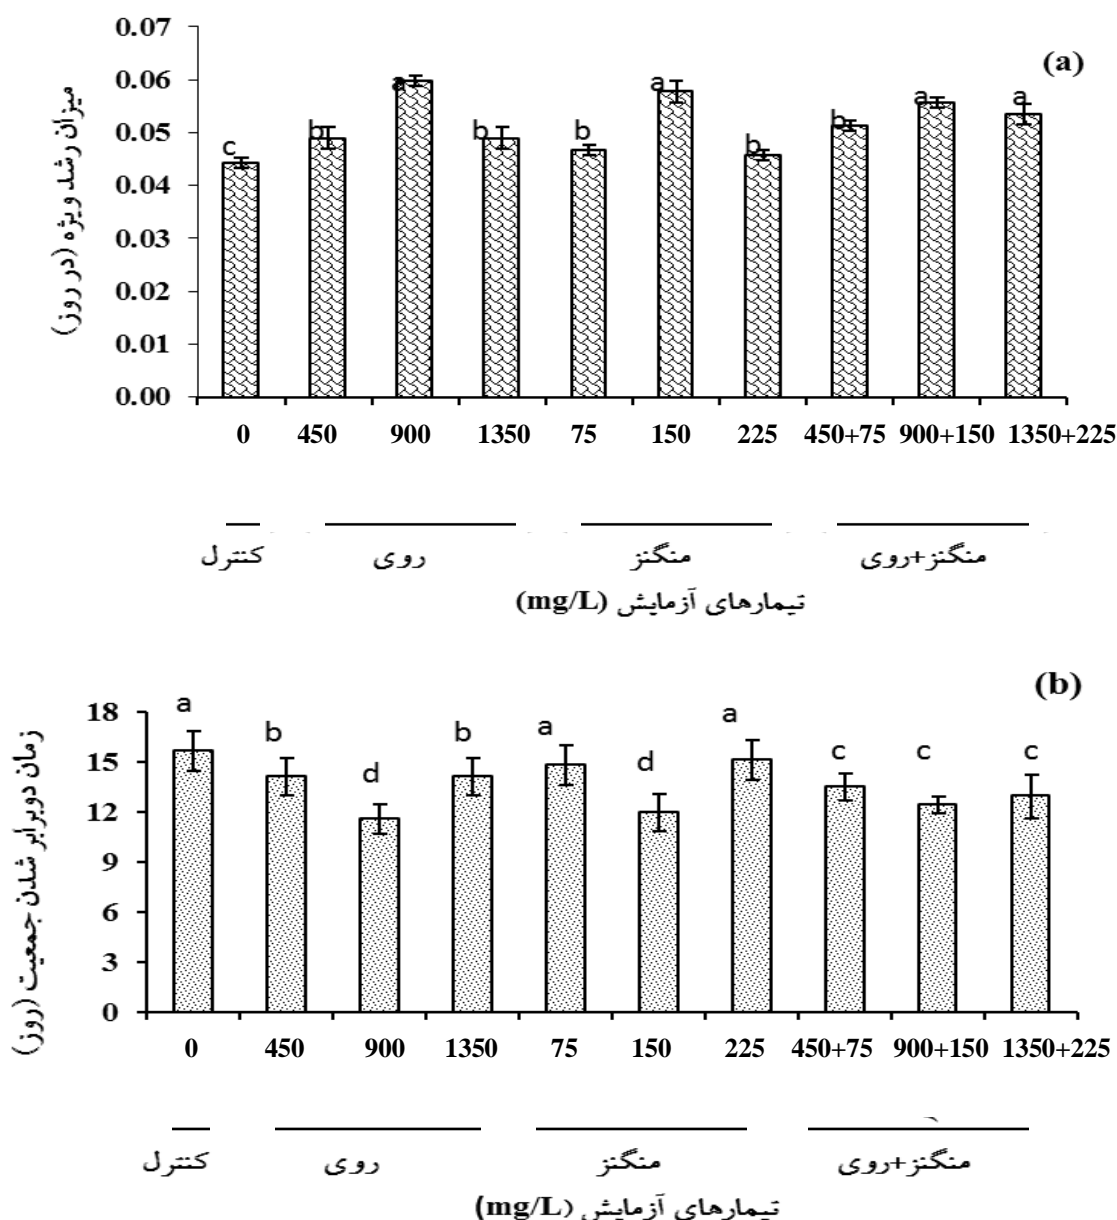 (a)
میزان رشد ویژه (در روز)
0.07
0.06
0.05
0.04
0.03
0.02
0.01
0.00
c b a b b a b b a a
0 450 900 1350 75 150 225 450+75 900+150 1350+225
کنترل روی منگنز منگنز+روی
تیمارهای آزمایش (mg/L)
(b)
زمان دوبرابر شدن جمعیت (روز)
18
15
12
9
6
3
0
a b d b a d a c c c
0 450 900 1350 75 150 225 450+75 900+150 1350+225
کنترل روی منگنز منگنز+روی
تیمارهای آزمایش (mg/L)